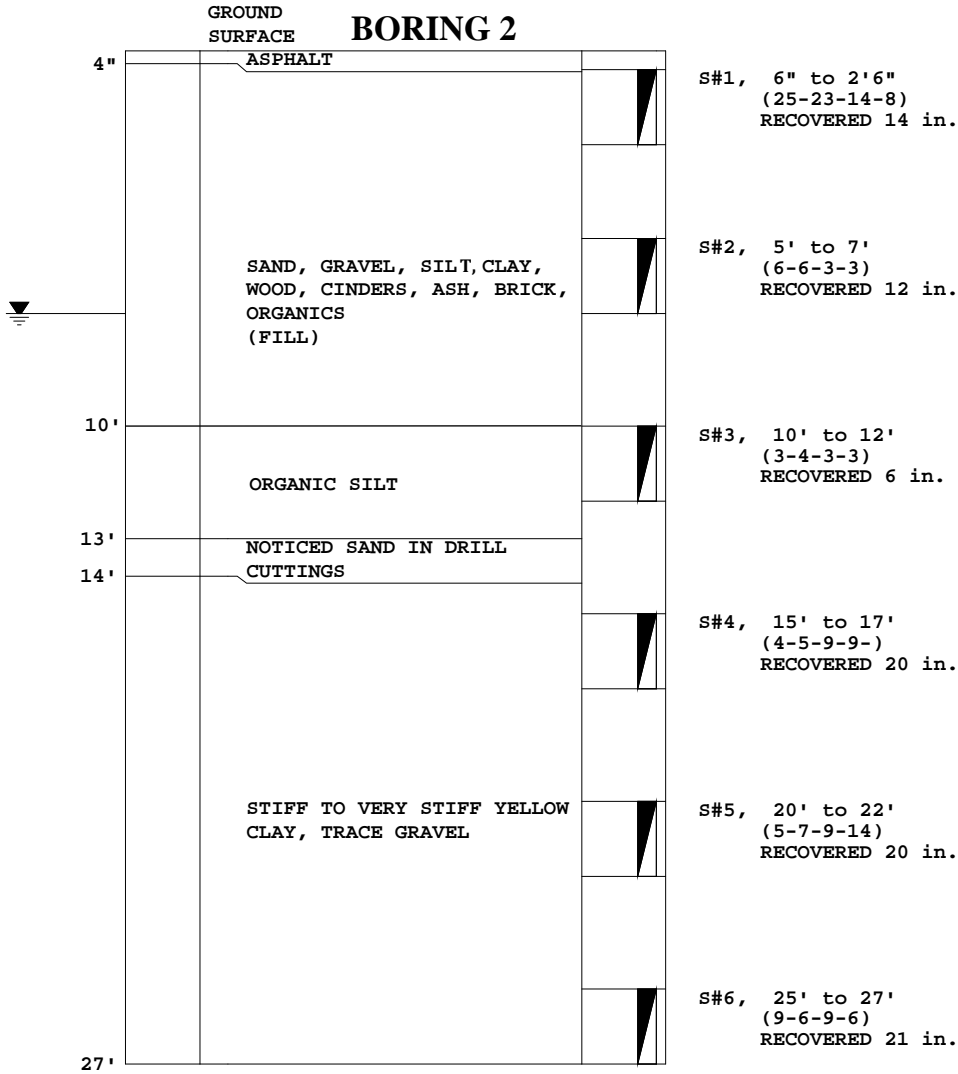 GROUND
SURFACE
BORING 2
4"
ASPHALT
S#1, 6" to 2'6"
(25-23-14-8)
RECOVERED 14 in.
S#2, 5' to 7'
(6-6-3-3)
RECOVERED 12 in.
SAND, GRAVEL, SILT, CLAY,
WOOD, CINDERS, ASH, BRICK,
ORGANICS
(FILL)
10'
S#3, 10' to 12'
(3-4-3-3)
RECOVERED 6 in.
ORGANIC SILT
13'
NOTICED SAND IN DRILL
CUTTINGS
14'
S#4, 15' to 17'
(4-5-9-9-)
RECOVERED 20 in.
STIFF TO VERY STIFF YELLOW
CLAY, TRACE GRAVEL
S#5, 20' to 22'
(5-7-9-14)
RECOVERED 20 in.
S#6, 25' to 27'
(9-6-9-6)
RECOVERED 21 in.
27'